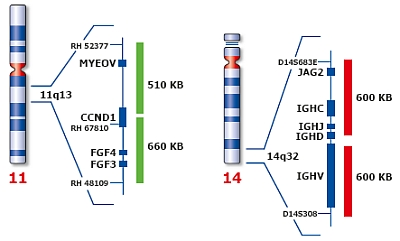 RH 52377
MYEOV
510 KB
11q13
CCND1
RH 67810
660 KB
FGF4
FGF3
RH 48109
11
D14S683E
JAG2
600 KB
IGHC
IGHJ
IGHD
14q32
IGHV
600 KB
D14S308
14